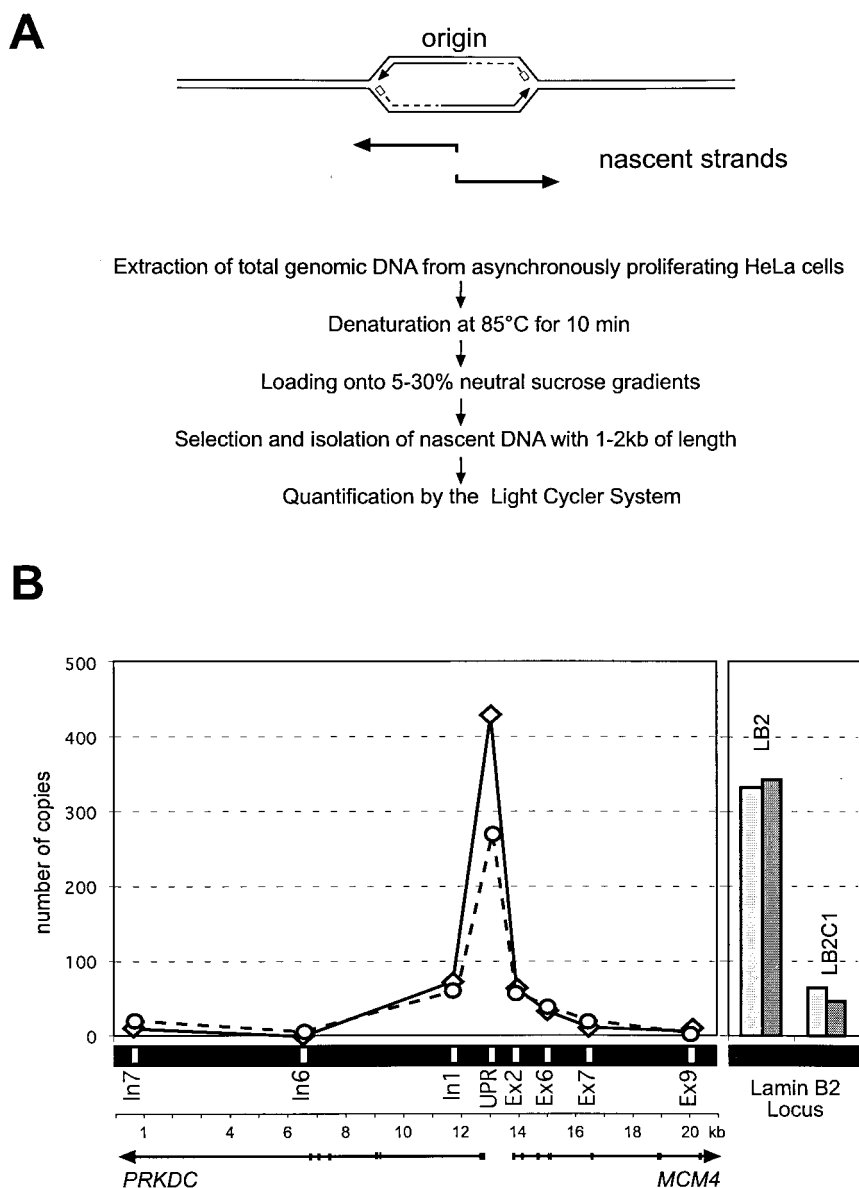 A
origin
nascent strands
Extraction of total genomic DNA from asynchronously proliferating HeLa cells
Denaturation at 85°C for 10 min
Loading onto 5-30% neutral sucrose gradients
Selection and isolation of nascent DNA with 1-2kb of length
Quantification by the Light Cycler System
B
number of copies
500
400
300
200
100
0
LB2
LB2C1
In7
In6
In1
UPR
Ex2
Ex6
Ex7
Ex9
Lamin B2
Locus
1 4 6 8 10 12 14 16 18 20 kb
PRKDC
MCM4